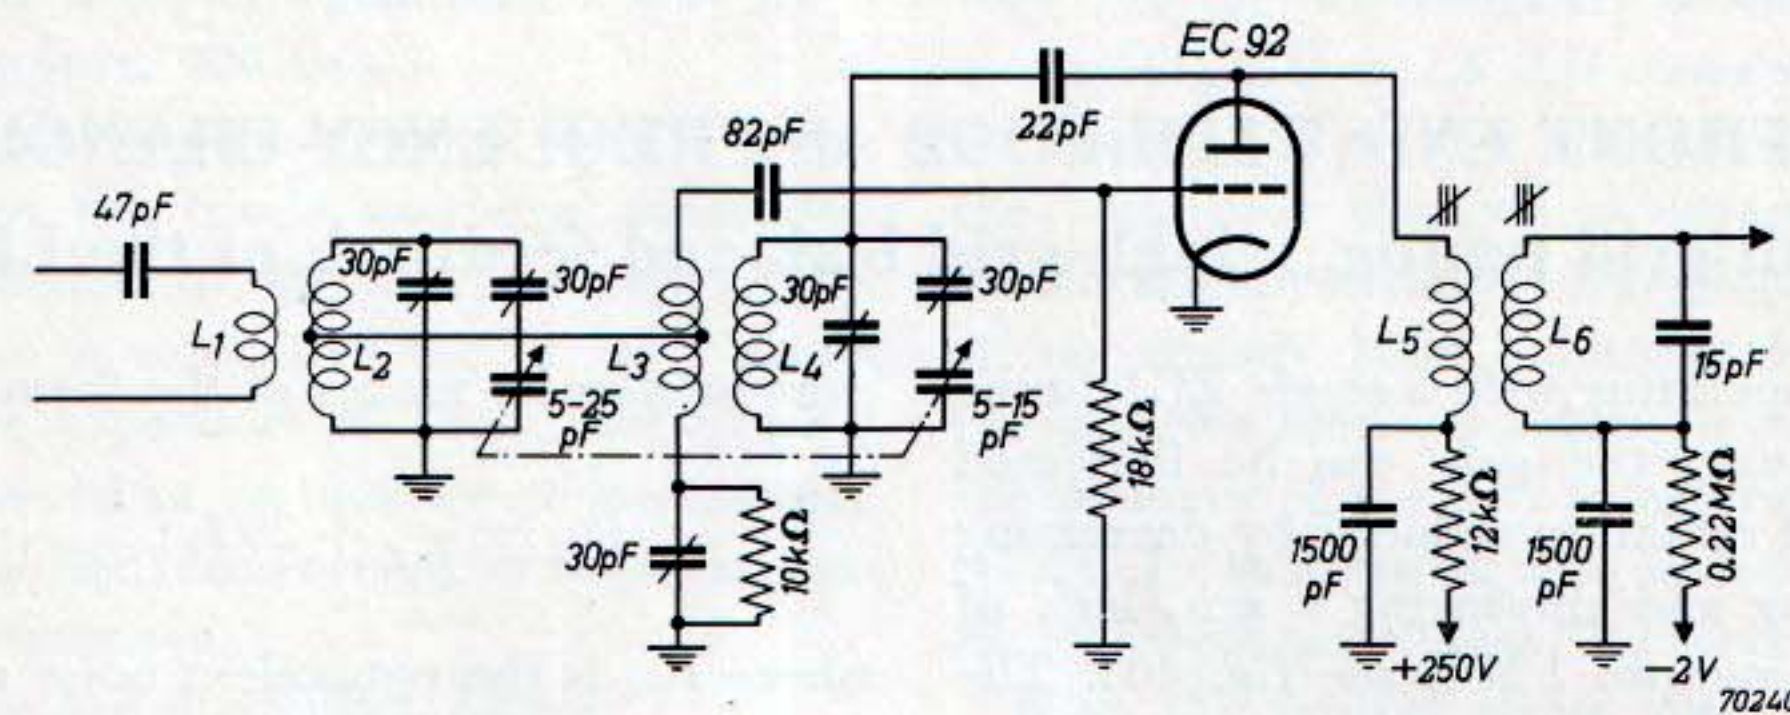 EC 92
22pF
82pF
47pF
30pF
30pF
30pF
30pF
L1
L2
L3
L4
L5
L6
5-25
pF
5-15
pF
15pF
18kΩ
30pF
10kΩ
1500
pF
12kΩ
1500
pF
0.22MΩ
+250V
−2V